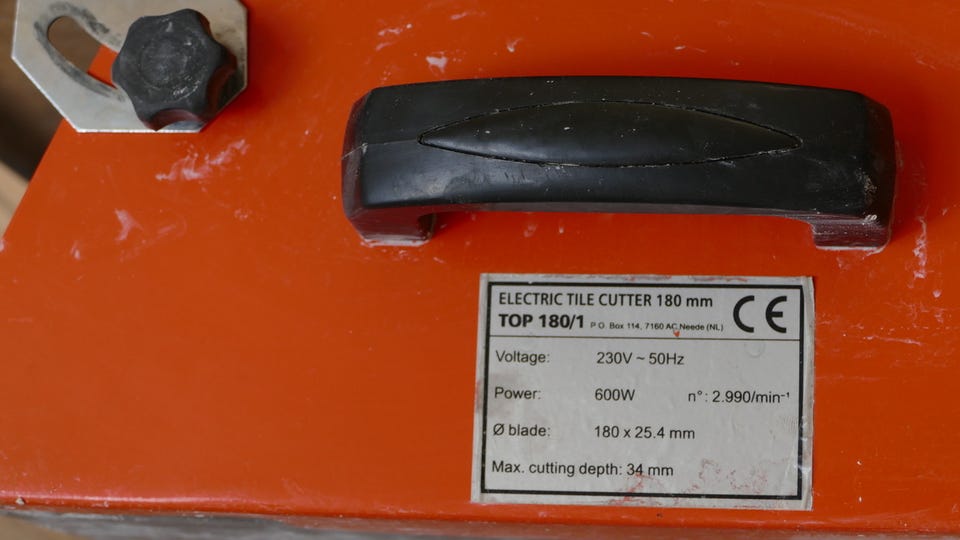 ELECTRIC TILE CUTTER 180 mm
TOP 180/1 P.O. Box 114, 7160 AC Neede (NL)
CE
Voltage: 230V ~ 50Hz
Power: 600W n°: 2.990/min⁻¹
Ø blade: 180 x 25.4 mm
Max. cutting depth: 34 mm